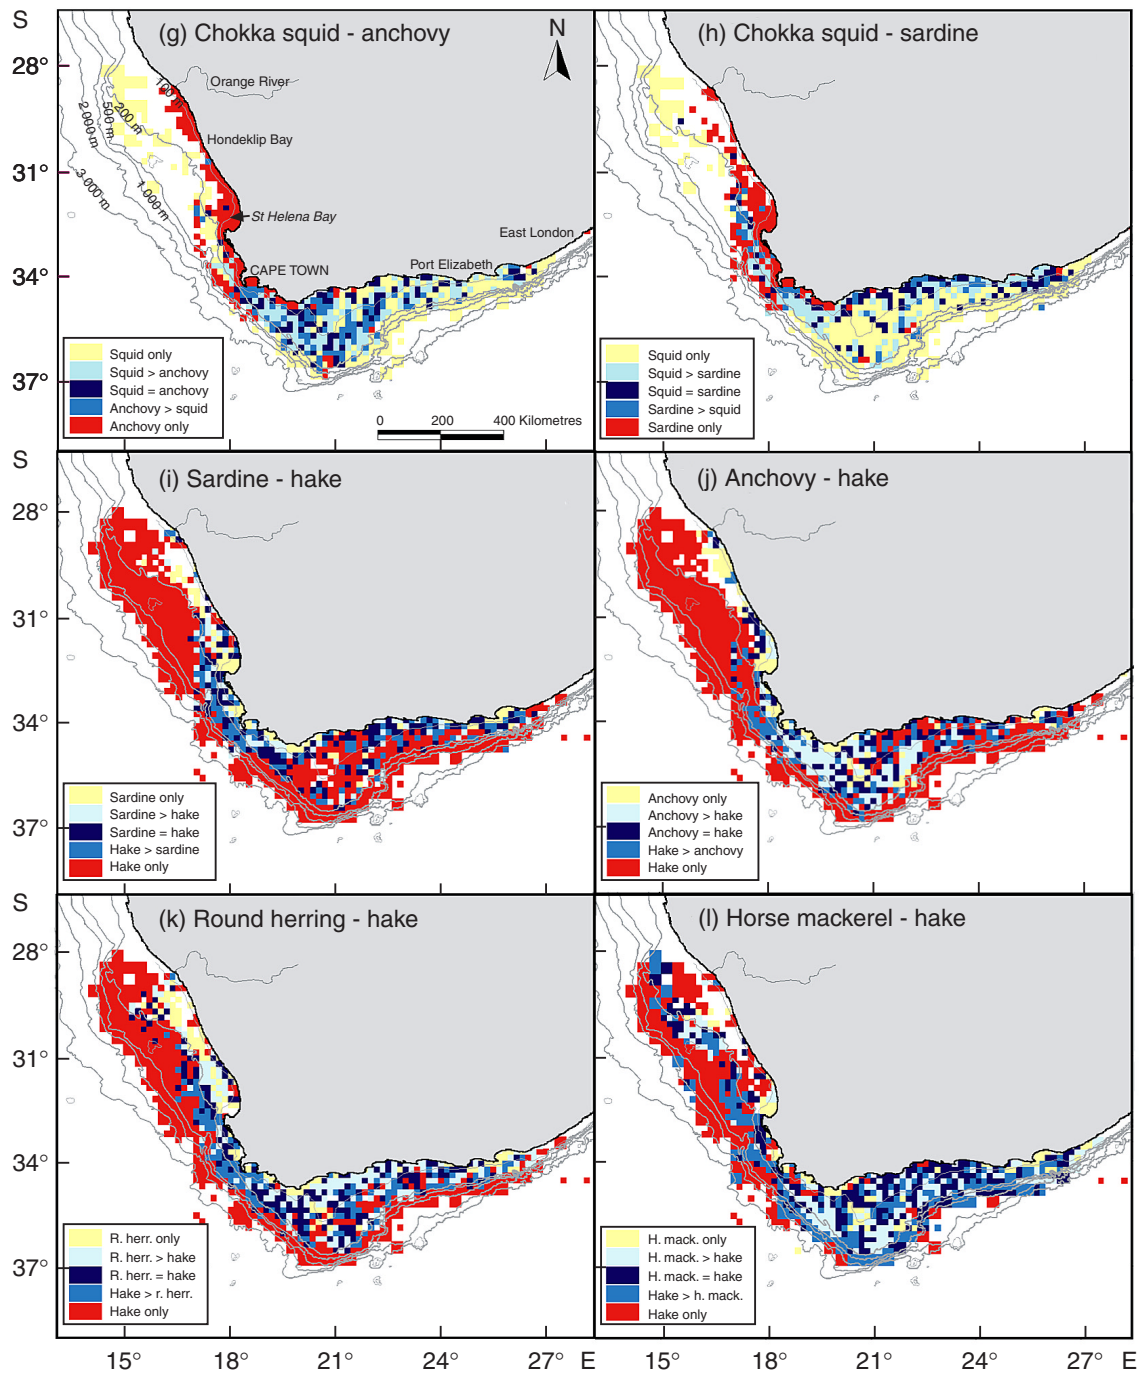 S
(g) Chokka squid - anchovy
N
(h) Chokka squid - sardine
28°
Orange River
100 m
200 m
500 m
2 000 m
Hondeklip Bay
31°
3 000 m
1 000 m
St Helena Bay
East London
34°
CAPE TOWN
Port Elizabeth
Squid only
Squid > anchovy
Squid = anchovy
Anchovy > squid
Anchovy only
37°
0 200 400 Kilometres
Squid only
Squid > sardine
Squid = sardine
Sardine > squid
Sardine only
S
(i) Sardine - hake
(j) Anchovy - hake
28°
31°
34°
37°
Sardine only
Sardine > hake
Sardine = hake
Hake > sardine
Hake only
Anchovy only
Anchovy > hake
Anchovy = hake
Hake > anchovy
Hake only
S
(k) Round herring - hake
(l) Horse mackerel - hake
28°
31°
34°
37°
R. herr. only
R. herr. > hake
R. herr. = hake
Hake > r. herr.
Hake only
H. mack. only
H. mack. > hake
H. mack. = hake
Hake > h. mack.
Hake only
15° 18° 21° 24° 27° E
15° 18° 21° 24° 27° E